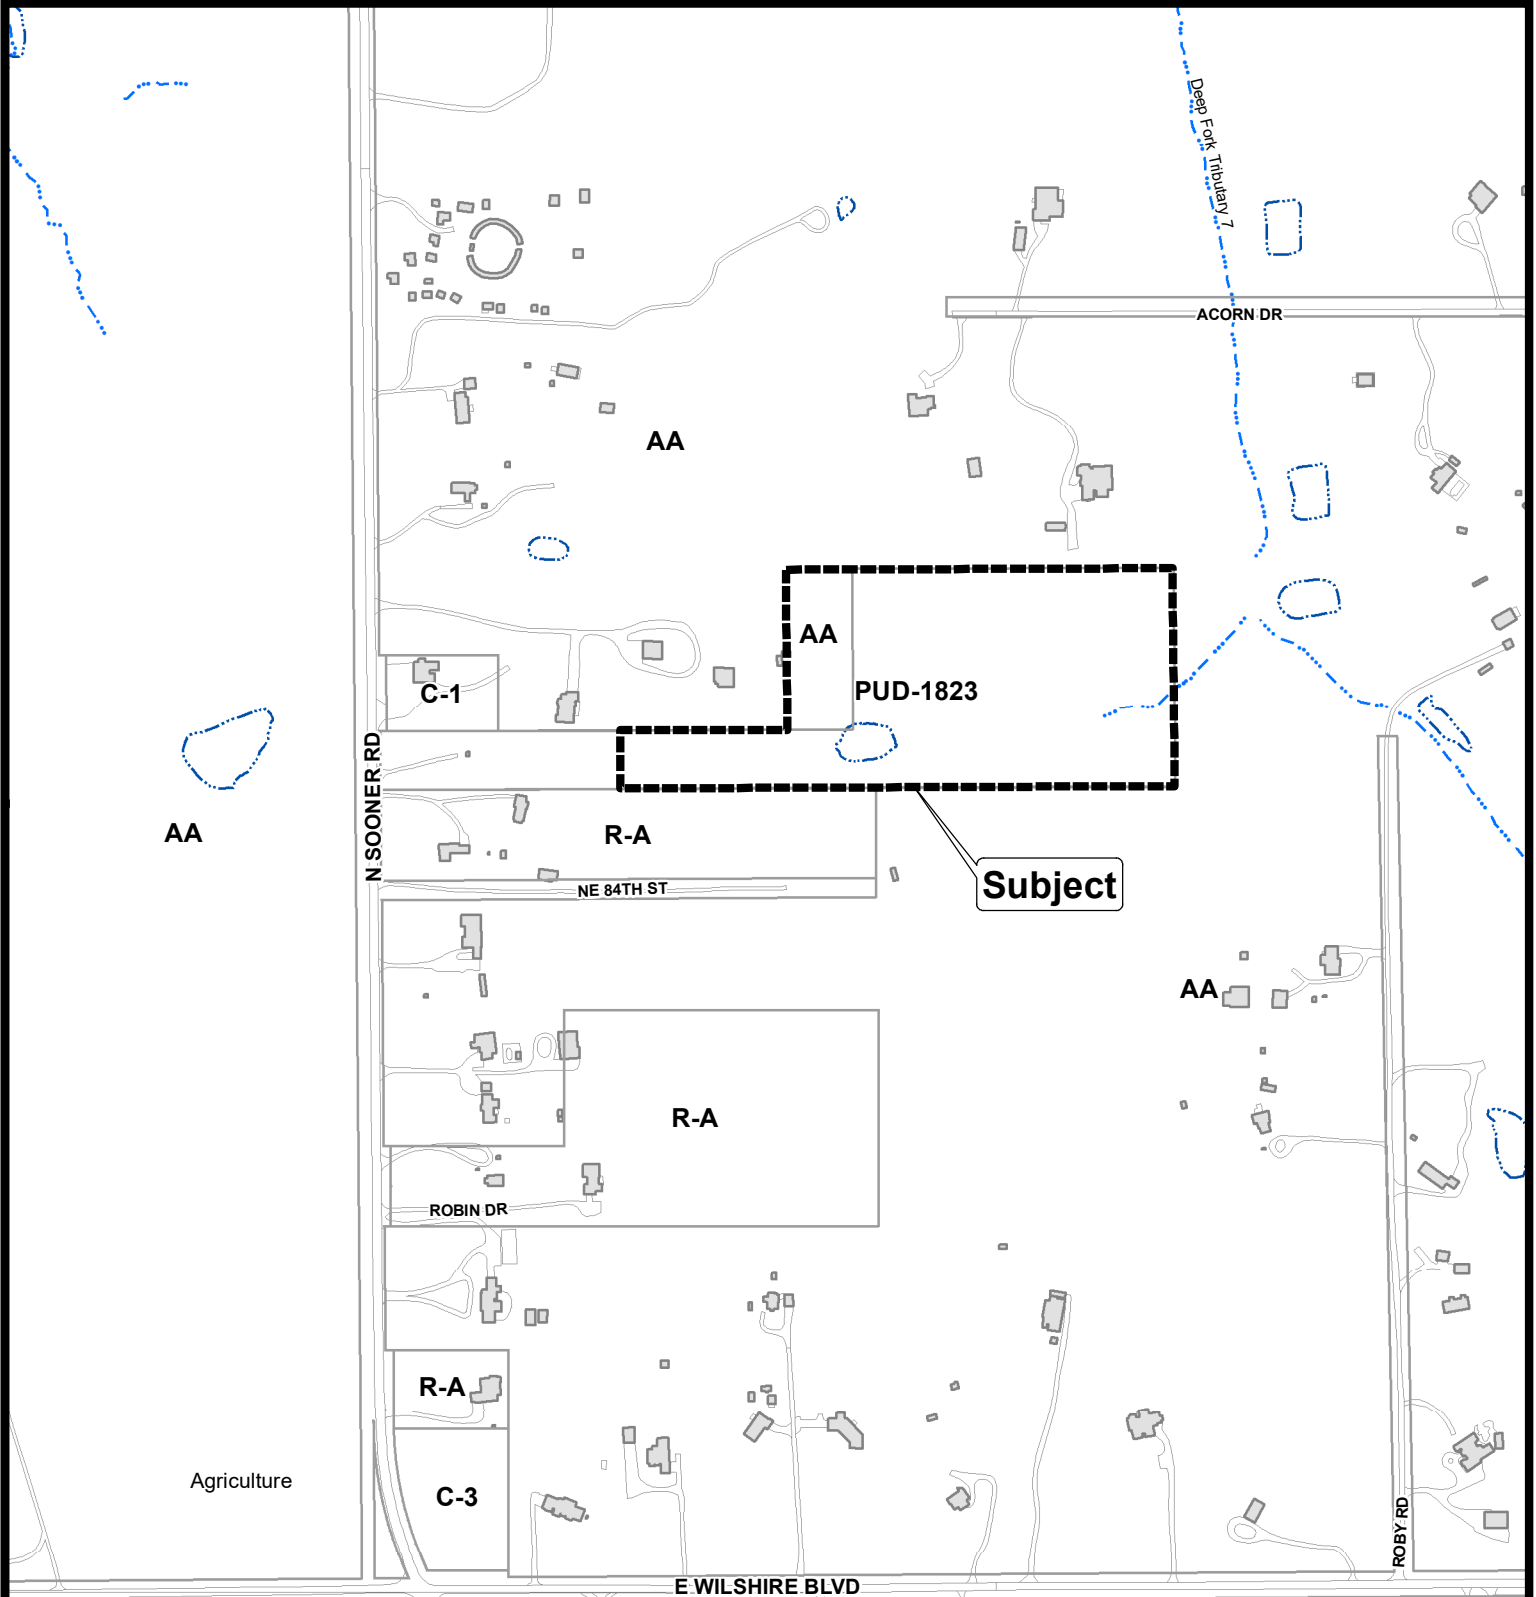 Deep Fork Tributary 7
ACORN DR
AA
AA
C-1
PUD-1823
N SOONER RD
AA
R-A
Subject
NE 84TH ST
AA
R-A
ROBIN DR
R-A
Agriculture
C-3
ROBY RD
E WILSHIRE BLVD